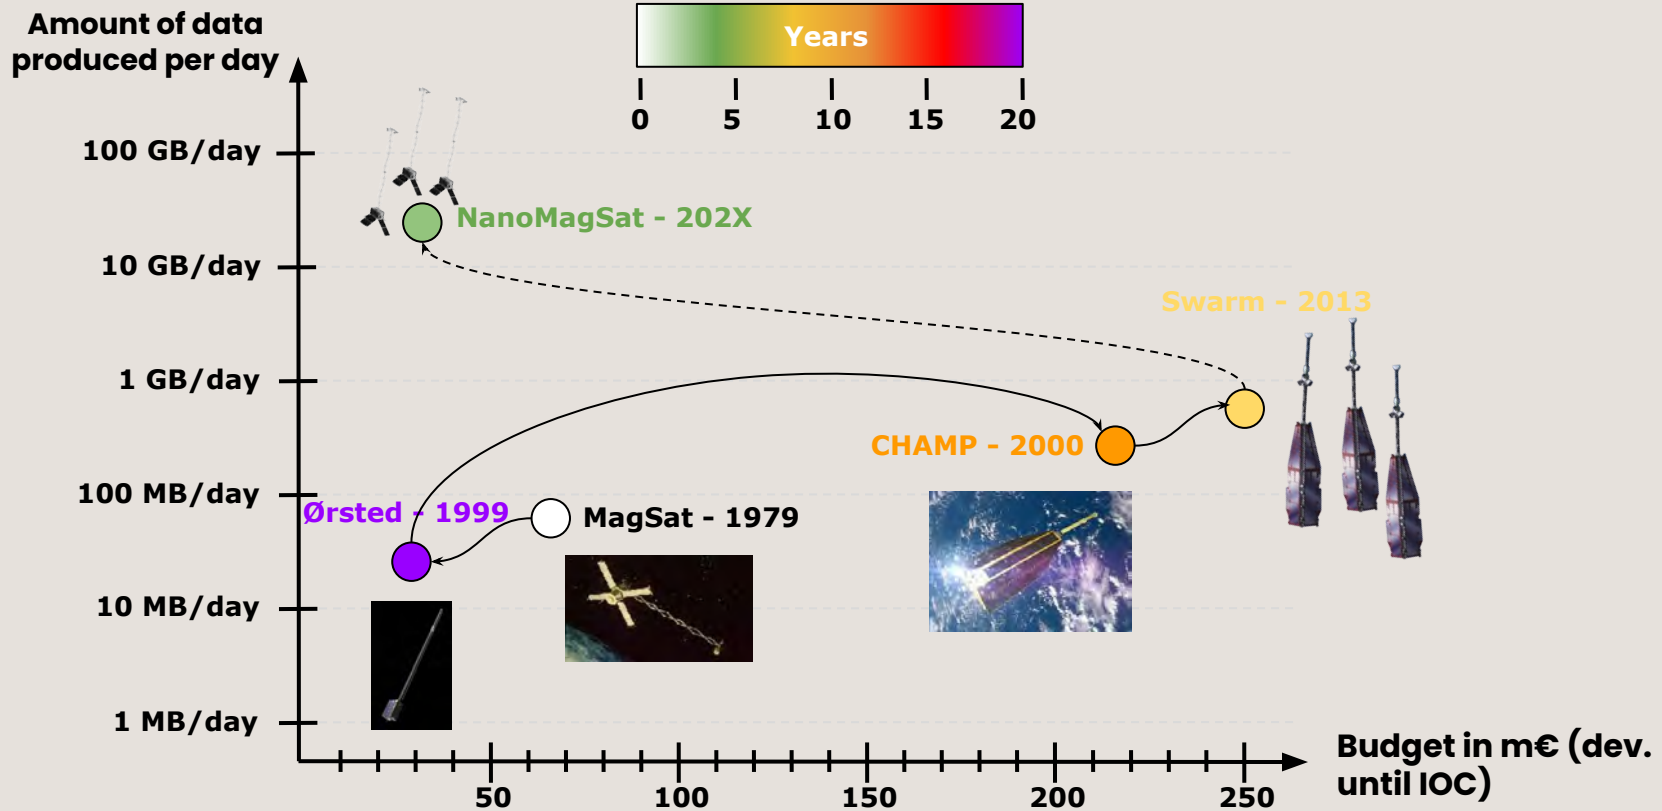 Amount of data
produced per day
Years
0 5 10 15 20
100 GB/day
NanoMagSat - 202X
10 GB/day
Swarm - 2013
1 GB/day
CHAMP - 2000
100 MB/day
Ørsted - 1999
MagSat - 1979
10 MB/day
1 MB/day
Budget in m€ (dev.
until IOC)
50 100 150 200 250